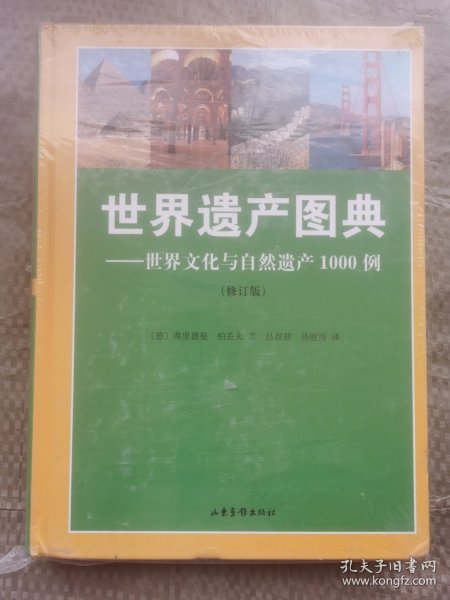 世界遗产图典
——世界文化与自然遗产1000例
（修订版）
〔德〕弗里德曼·柏丢夫 著 吕叔君 孙丽丽 译
山东画报出版社
孔夫子旧书网
www.kongfz.com